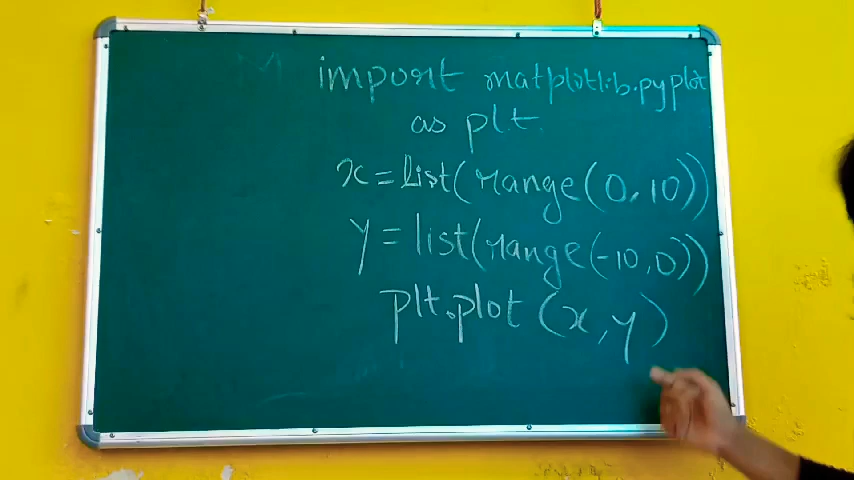 import matplotlib.pyplot
as plt.
x=list(range(0,10))
y=list(range(-10,0))
plt.plot(x,y)